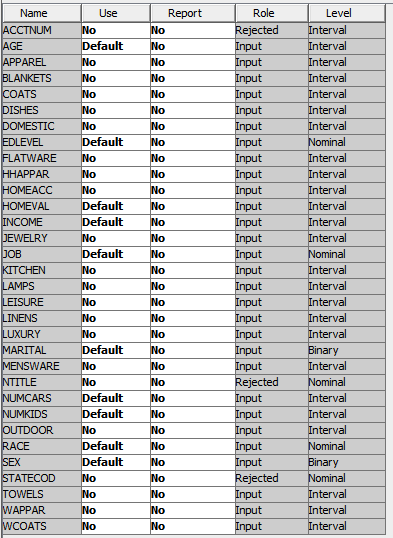 Name Use Report Role Level
ACCTNUM No No Rejected Interval
AGE Default No Input Interval
APPAREL No No Input Interval
BLANKETS No No Input Interval
COATS No No Input Interval
DISHES No No Input Interval
DOMESTIC No No Input Interval
EDLEVEL Default No Input Nominal
FLATWARE No No Input Interval
HHAPPAR No No Input Interval
HOMEACC No No Input Interval
HOMEVAL Default No Input Interval
INCOME Default No Input Interval
JEWELRY No No Input Interval
JOB Default No Input Nominal
KITCHEN No No Input Interval
LAMPS No No Input Interval
LEISURE No No Input Interval
LINENS No No Input Interval
LUXURY No No Input Interval
MARITAL Default No Input Binary
MENSWARE No No Input Interval
NTITLE No No Rejected Nominal
NUMCARS Default No Input Interval
NUMKIDS Default No Input Interval
OUTDOOR No No Input Interval
RACE Default No Input Nominal
SEX Default No Input Binary
STATECOD No No Rejected Nominal
TOWELS No No Input Interval
WAPPAR No No Input Interval
WCOATS No No Input Interval